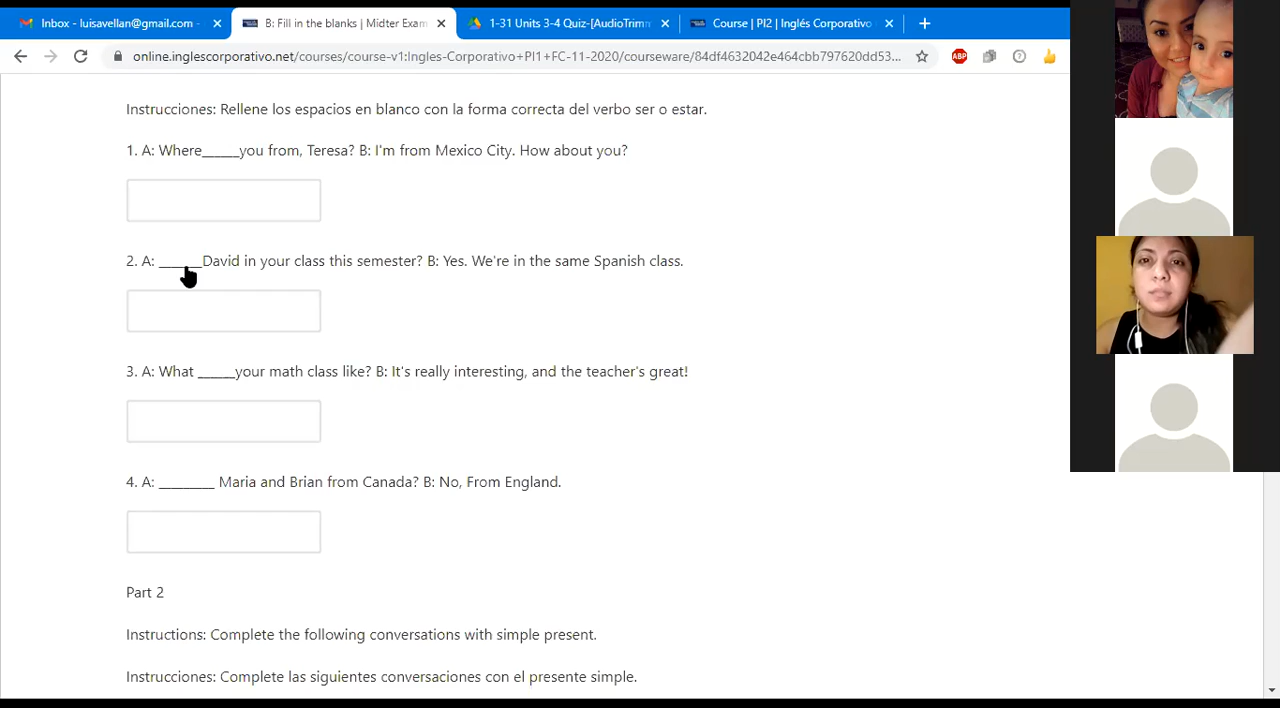 Inbox - luisavellan@gmail.com -
B: Fill in the blanks | Midter Exam
1-31 Units 3-4 Quiz-[AudioTrimm
Course | PI2 | Inglés Corporativo
online.inglescorporativo.net/courses/course-v1:Ingles-Corporativo+PI1+FC-11-2020/courseware/84df4632042e464cbb797620dd53...
ABP
Instrucciones: Rellene los espacios en blanco con la forma correcta del verbo ser o estar.
1. A: Where______you from, Teresa? B: I'm from Mexico City. How about you?
2. A: _______David in your class this semester? B: Yes. We're in the same Spanish class.
3. A: What ______your math class like? B: It's really interesting, and the teacher's great!
4. A: _________ Maria and Brian from Canada? B: No, From England.
Part 2
Instructions: Complete the following conversations with simple present.
Instrucciones: Complete las siguientes conversaciones con el presente simple.